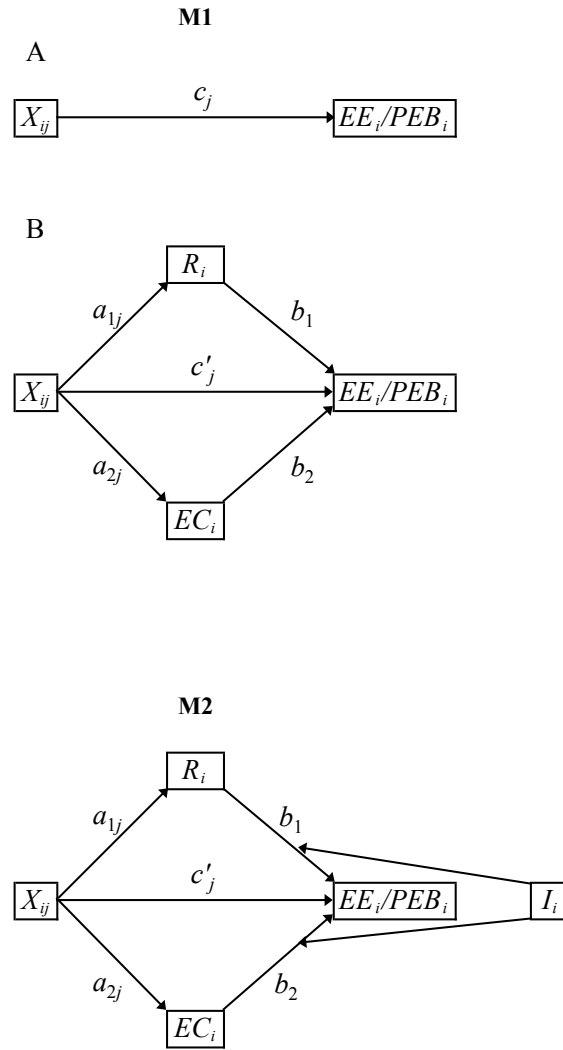 M1
A
c_j
X_ij EE_i/PEB_i
B
R_i
a_1j b_1
c'_j
X_ij EE_i/PEB_i
a_2j b_2
EC_i
M2
R_i
a_1j b_1
c'_j
X_ij EE_i/PEB_i I_i
a_2j b_2
EC_i